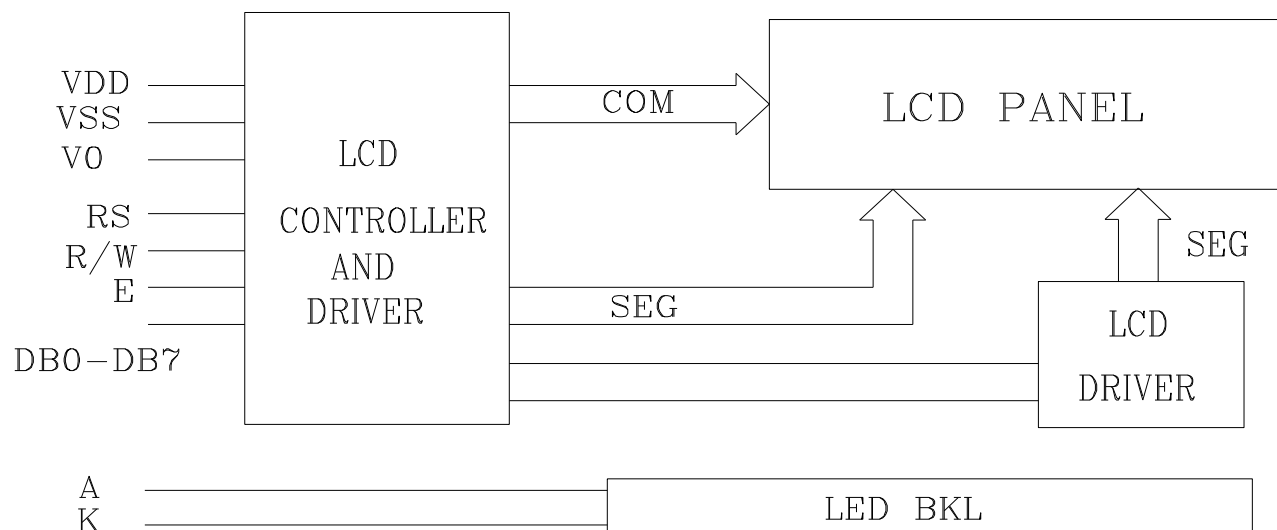 VDD
VSS
V0
RS
R/W
E
DB0-DB7
LCD
CONTROLLER
AND
DRIVER
COM
SEG
LCD PANEL
SEG
LCD
DRIVER
A
K
LED BKL